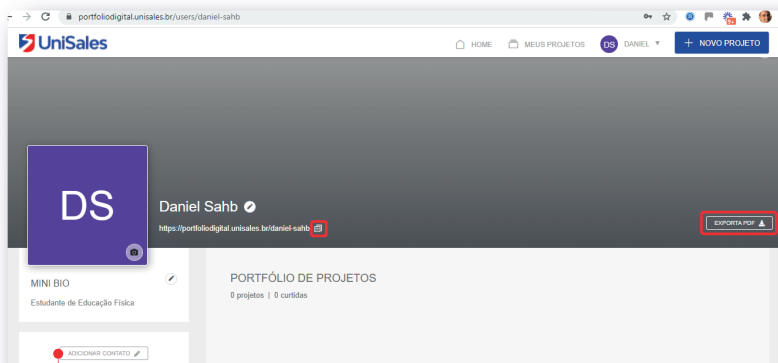 portfoliodigital.unisales.br/users/daniel-sahb
9+
UniSales
HOME
MEUS PROJETOS
DS
DANIEL
+ NOVO PROJETO
DS
Daniel Sahb
https://portfoliodigital.unisales.br/daniel-sahb
EXPORTA PDF
MINI BIO
Estudante de Educação Física
PORTFÓLIO DE PROJETOS
0 projetos | 0 curtidas
ADICIONAR CONTATO